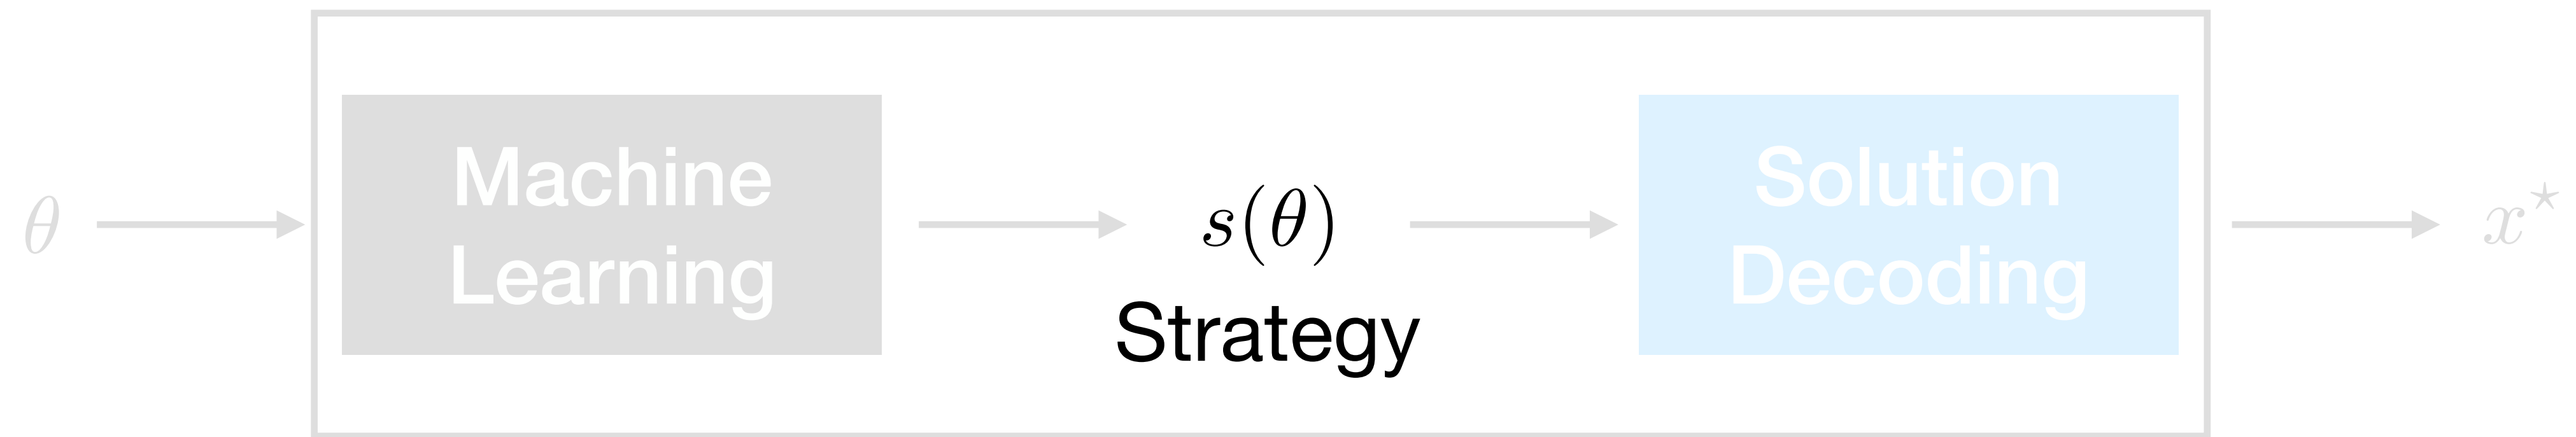 θ
Machine
Learning
s(θ)
Strategy
Solution
Decoding
x⋆